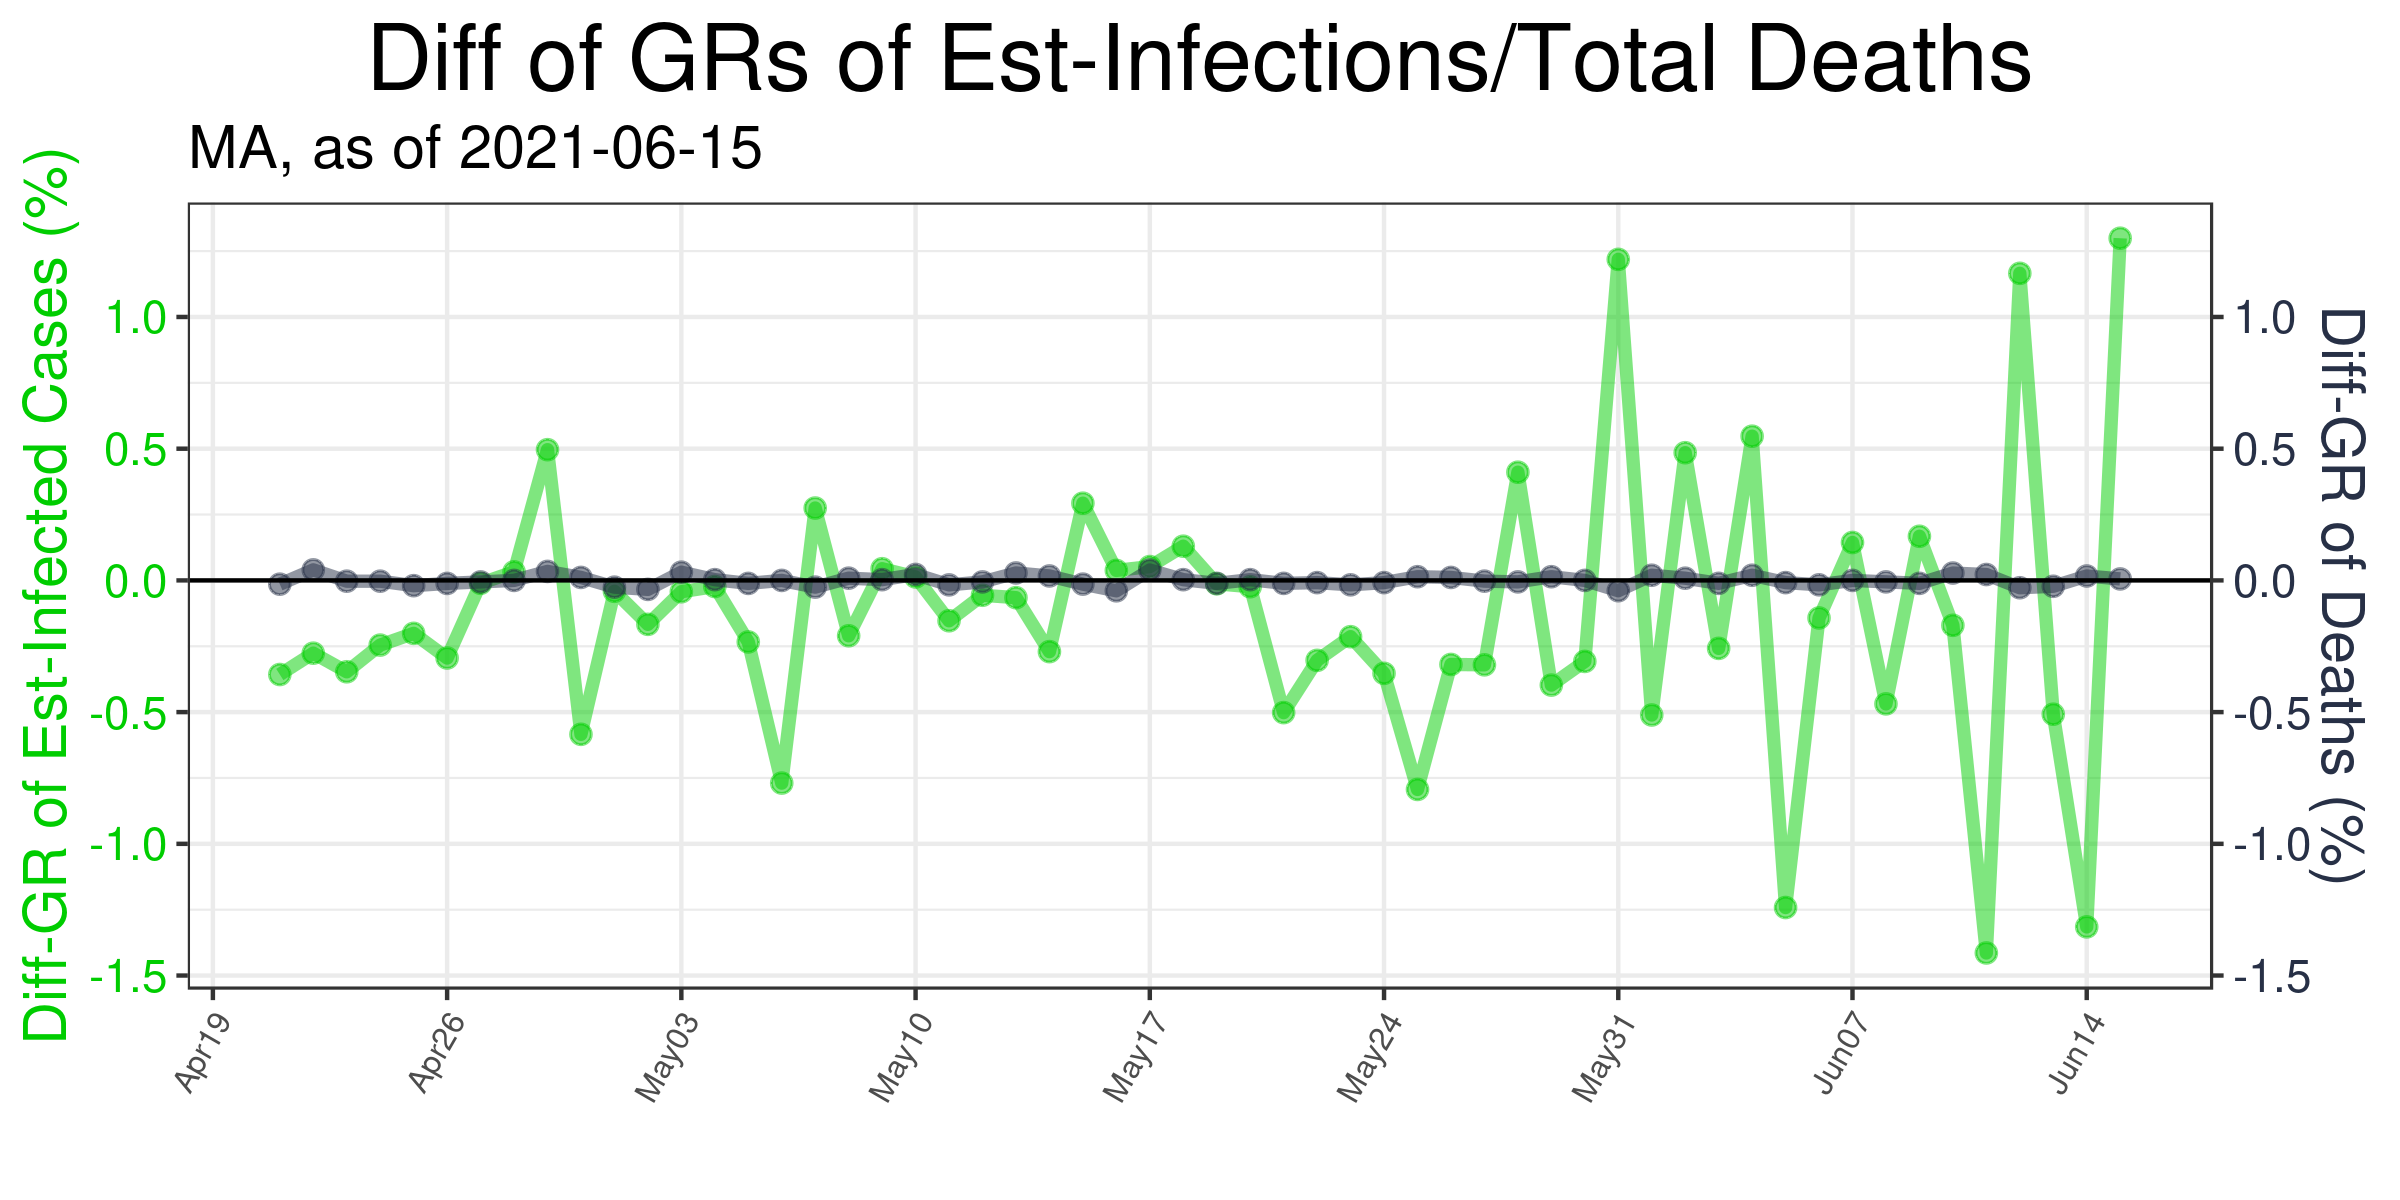 Diff of GRs of Est-Infections/Total Deaths
MA, as of 2021-06-15
Diff-GR of Est-Infected Cases (%)
1.0
0.5
0.0
-0.5
-1.0
-1.5
1.0
0.5
0.0
-0.5
-1.0
-1.5
Diff-GR of Deaths (%)
Apr19
Apr26
May03
May10
May17
May24
May31
Jun07
Jun14